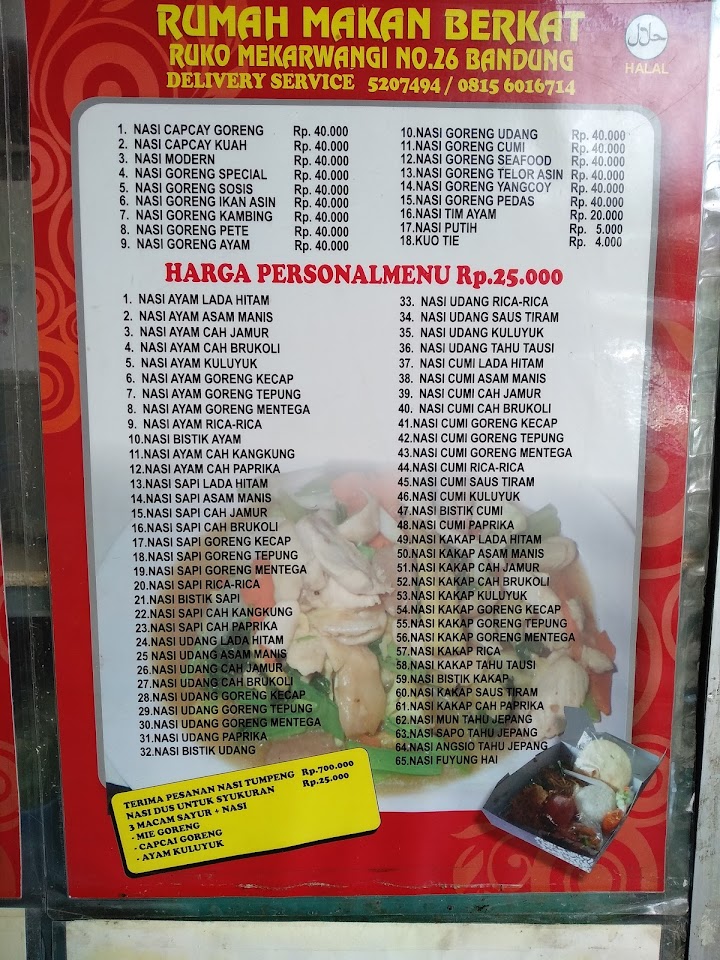 RUMAH MAKAN BERKAT
RUKO MEKARWANGI NO.26 BANDUNG
DELIVERY SERVICE 5207494 / 0815 6016714
حلال
HALAL
1. NASI CAPCAY GORENG Rp. 40.000
2. NASI CAPCAY KUAH Rp. 40.000
3. NASI MODERN Rp. 40.000
4. NASI GORENG SPECIAL Rp. 40.000
5. NASI GORENG SOSIS Rp. 40.000
6. NASI GORENG IKAN ASIN Rp. 40.000
7. NASI GORENG KAMBING Rp. 40.000
8. NASI GORENG PETE Rp. 40.000
9. NASI GORENG AYAM Rp. 40.000
10.NASI GORENG UDANG Rp. 40.000
11.NASI GORENG CUMI Rp. 40.000
12.NASI GORENG SEAFOOD Rp. 40.000
13.NASI GORENG TELOR ASIN Rp. 40.000
14.NASI GORENG YANGCOY Rp. 40.000
15.NASI GORENG PEDAS Rp. 40.000
16.NASI TIM AYAM Rp. 20.000
17.NASI PUTIH Rp. 5.000
18.KUO TIE Rp. 4.000
HARGA PERSONALMENU Rp.25.000
1. NASI AYAM LADA HITAM
2. NASI AYAM ASAM MANIS
3. NASI AYAM CAH JAMUR
4. NASI AYAM CAH BRUKOLI
5. NASI AYAM KULUYUK
6. NASI AYAM GORENG KECAP
7. NASI AYAM GORENG TEPUNG
8. NASI AYAM GORENG MENTEGA
9. NASI AYAM RICA-RICA
10.NASI BISTIK AYAM
11.NASI AYAM CAH KANGKUNG
12.NASI AYAM CAH PAPRIKA
13.NASI SAPI LADA HITAM
14.NASI SAPI ASAM MANIS
15.NASI SAPI CAH JAMUR
16.NASI SAPI CAH BRUKOLI
17.NASI SAPI GORENG KECAP
18.NASI SAPI GORENG TEPUNG
19.NASI SAPI GORENG MENTEGA
20.NASI SAPI RICA-RICA
21.NASI BISTIK SAPI
22.NASI SAPI CAH KANGKUNG
23.NASI SAPI CAH PAPRIKA
24.NASI UDANG LADA HITAM
25 NASI UDANG ASAM MANIS
26.NASI UDANG CAH JAMUR
27.NASI UDANG CAH BRUKOLI
28.NASI UDANG GORENG KECAP
29.NASI UDANG GORENG TEPUNG
30.NASI UDANG GORENG MENTEGA
31.NASI UDANG PAPRIKA
32.NASI BISTIK UDANG
33. NASI UDANG RICA-RICA
34. NASI UDANG SAUS TIRAM
35. NASI UDANG KULUYUK
36. NASI UDANG TAHU TAUSI
37. NASI CUMI LADA HITAM
38. NASI CUMI ASAM MANIS
39. NASI CUMI CAH JAMUR
40. NASI CUMI CAH BRUKOLI
41.NASI CUMI GORENG KECAP
42.NASI CUMI GORENG TEPUNG
43.NASI CUMI GORENG MENTEGA
44.NASI CUMI RICA-RICA
45.NASI CUMI SAUS TIRAM
46.NASI CUMI KULUYUK
47.NASI BISTIK CUMI
48.NASI CUMI PAPRIKA
49.NASI KAKAP LADA HITAM
50.NASI KAKAP ASAM MANIS
51.NASI KAKAP CAH JAMUR
52.NASI KAKAP CAH BRUKOLI
53.NASI KAKAP KULUYUK
54.NASI KAKAP GORENG KECAP
55.NASI KAKAP GORENG TEPUNG
56.NASI KAKAP GORENG MENTEGA
57.NASI KAKAP RICA
58.NASI KAKAP TAHU TAUSI
59.NASI BISTIK KAKAP
60.NASI KAKAP SAUS TIRAM
61.NASI KAKAP CAH PAPRIKA
62.NASI MUN TAHU JEPANG
63.NASI SAPO TAHU JEPANG
64.NASI ANGSIO TAHU JEPANG
65.NASI FUYUNG HAI
TERIMA PESANAN NASI TUMPENG Rp.700.000
NASI DUS UNTUK SYUKURAN Rp.25.000
3 MACAM SAYUR + NASI
- MIE GORENG
- CAPCAI GORENG
- AYAM KULUYUK